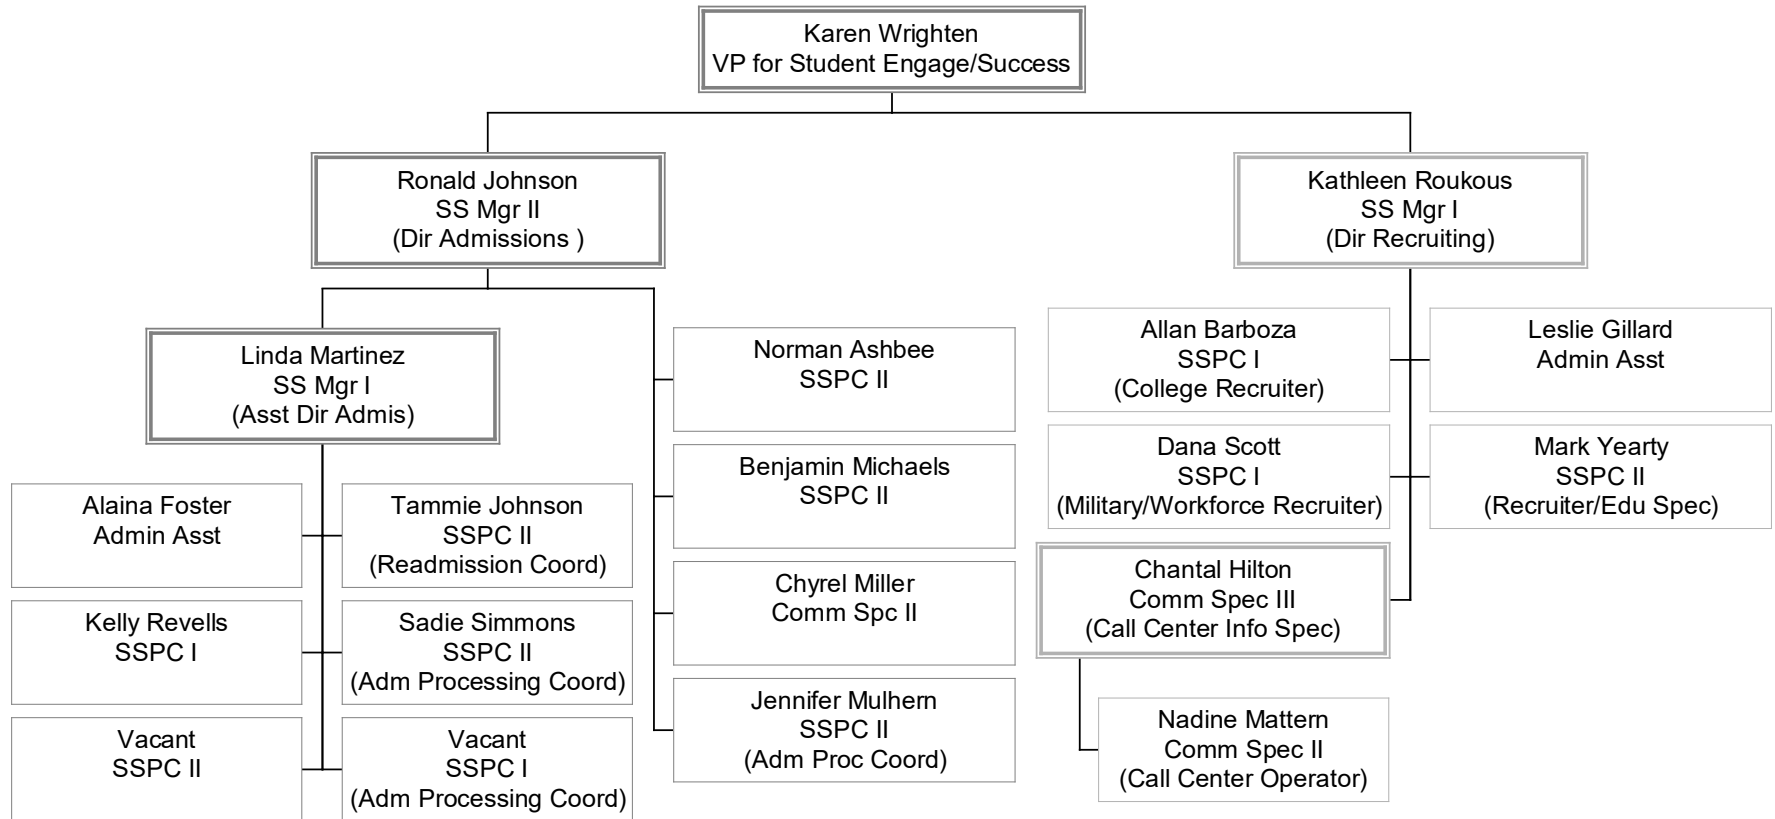 Karen Wrighten
VP for Student Engage/Success
Ronald Johnson
SS Mgr II
(Dir Admissions )
Kathleen Roukous
SS Mgr I
(Dir Recruiting)
Linda Martinez
SS Mgr I
(Asst Dir Admis)
Alaina Foster
Admin Asst
Tammie Johnson
SSPC II
(Readmission Coord)
Kelly Revells
SSPC I
Sadie Simmons
SSPC II
(Adm Processing Coord)
Vacant
SSPC II
Vacant
SSPC I
(Adm Processing Coord)
Norman Ashbee
SSPC II
Benjamin Michaels
SSPC II
Chyrel Miller
Comm Spc II
Jennifer Mulhern
SSPC II
(Adm Proc Coord)
Allan Barboza
SSPC I
(College Recruiter)
Leslie Gillard
Admin Asst
Dana Scott
SSPC I
(Military/Workforce Recruiter)
Mark Yearty
SSPC II
(Recruiter/Edu Spec)
Chantal Hilton
Comm Spec III
(Call Center Info Spec)
Nadine Mattern
Comm Spec II
(Call Center Operator)